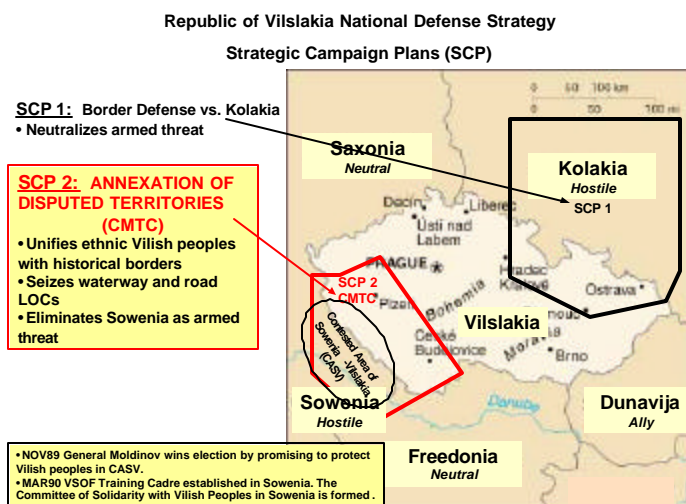 Republic of Vilslakia National Defense Strategy
Strategic Campaign Plans (SCP)
SCP 1: Border Defense vs. Kolakia
• Neutralizes armed threat
SCP 2: ANNEXATION OF
DISPUTED TERRITORIES
(CMTC)
•Unifies ethnic Vilish peoples
with historical borders
•Seizes waterway and road
LOCs
•Eliminates Sowenia as armed
threat
0 50 100 km
0 50 100 mi
Saxonia
Neutral
Kolakia
Hostile
SCP 1
Děčín
Liberec
Ústí nad
Labem
PRAGUE
Hradec
Králové
SCP 2
CMTC
Plzeň
Bohemia
Ostrava
Vilslakia
České
Budějovice
Moravia
Brno
Contested Area of
Sowenia -Vilslakia
(CASV)
Sowenia
Hostile
Danube
Dunavija
Ally
Freedonia
Neutral
•NOV89 General Moldinov wins election by promising to protect
Vilish peoples in CASV.
•MAR90 VSOF Training Cadre established in Sowenia. The
Committee of Solidarity with Vilish Peoples in Sowenia is formed .